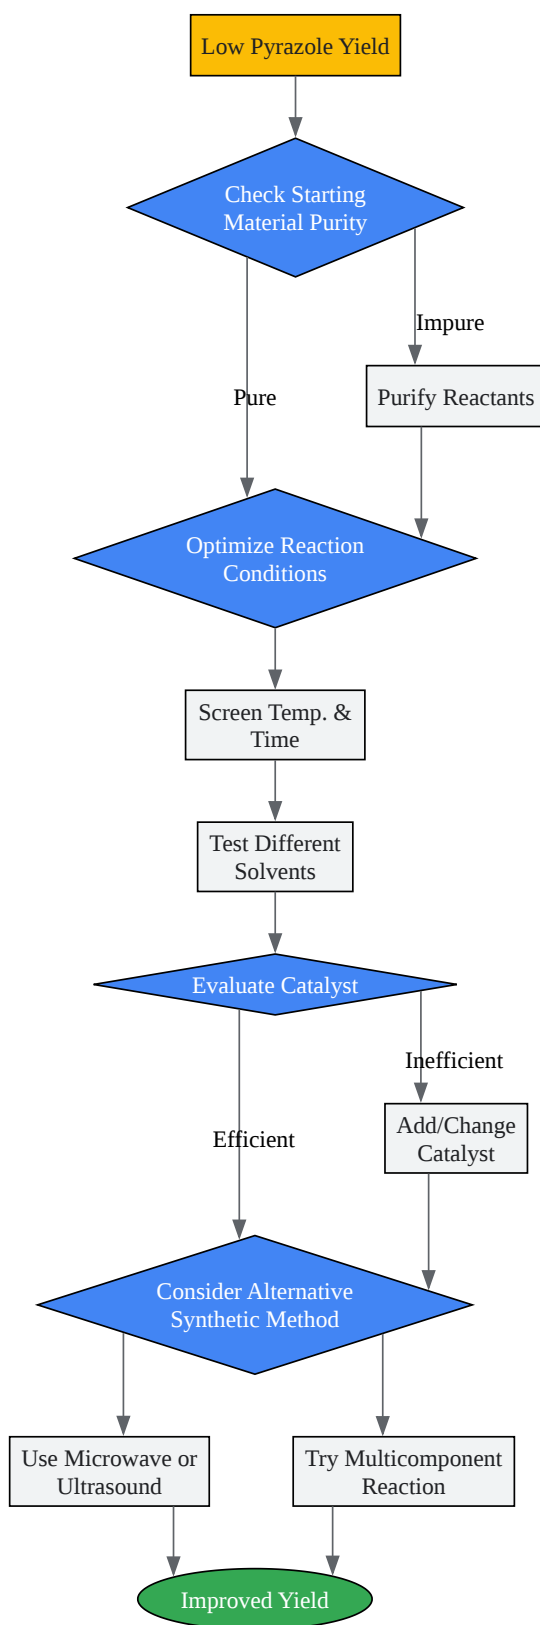 Low Pyrazole Yield
Check Starting
Material Purity
Impure
Pure
Purify Reactants
Optimize Reaction
Conditions
Screen Temp. &
Time
Test Different
Solvents
Evaluate Catalyst
Inefficient
Efficient
Add/Change
Catalyst
Consider Alternative
Synthetic Method
Use Microwave or
Ultrasound
Try Multicomponent
Reaction
Improved Yield